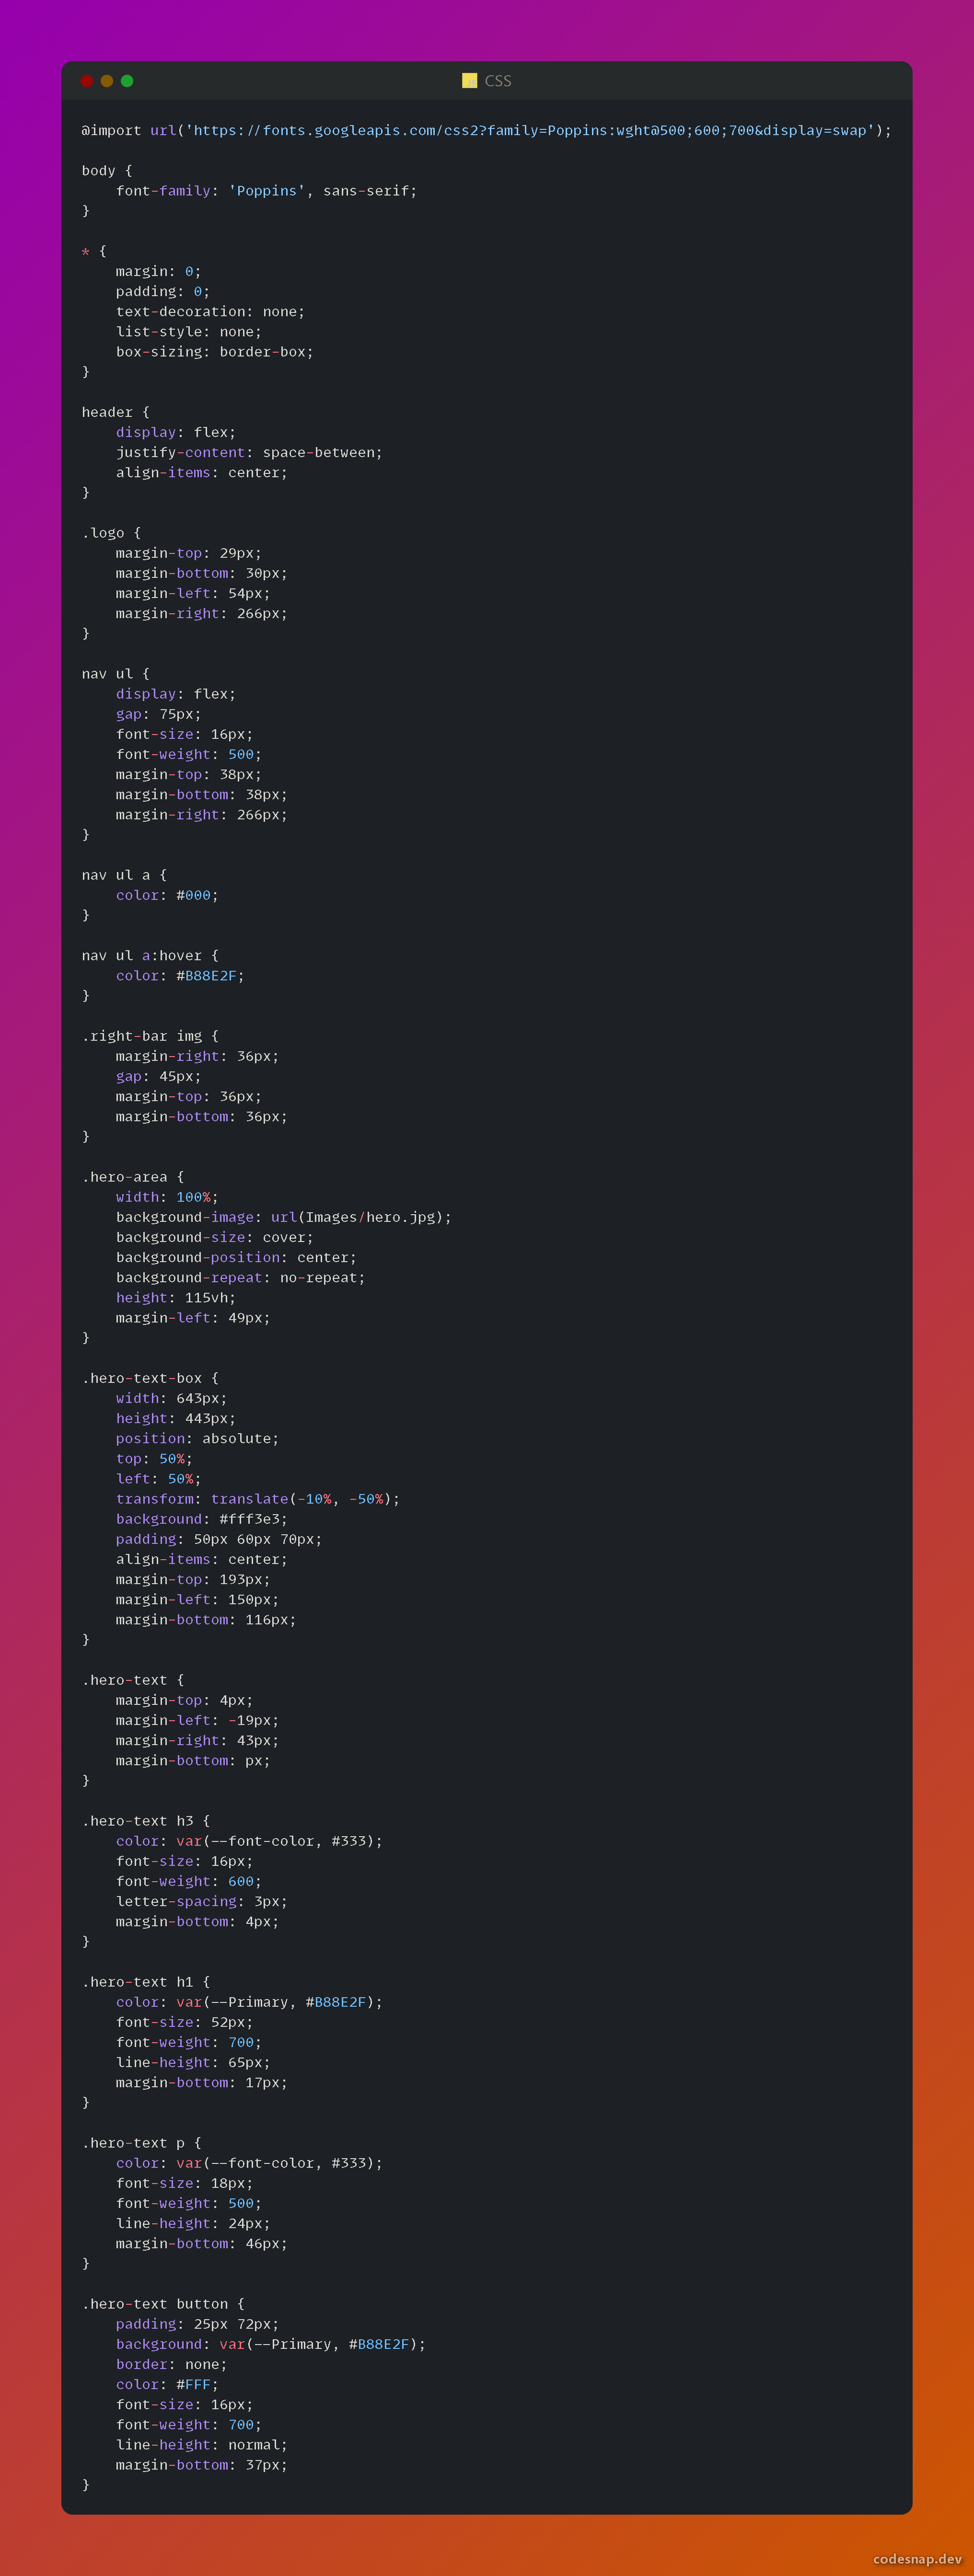 CSS
@import url('https://fonts.googleapis.com/css2?family=Poppins:wght@500;600;700&display=swap');
body {
    font-family: 'Poppins', sans-serif;
}
* {
    margin: 0;
    padding: 0;
    text-decoration: none;
    list-style: none;
    box-sizing: border-box;
}
header {
    display: flex;
    justify-content: space-between;
    align-items: center;
}
.logo {
    margin-top: 29px;
    margin-bottom: 30px;
    margin-left: 54px;
    margin-right: 266px;
}
nav ul {
    display: flex;
    gap: 75px;
    font-size: 16px;
    font-weight: 500;
    margin-top: 38px;
    margin-bottom: 38px;
    margin-right: 266px;
}
nav ul a {
    color: #000;
}
nav ul a:hover {
    color: #B88E2F;
}
.right-bar img {
    margin-right: 36px;
    gap: 45px;
    margin-top: 36px;
    margin-bottom: 36px;
}
.hero-area {
    width: 100%;
    background-image: url(Images/hero.jpg);
    background-size: cover;
    background-position: center;
    background-repeat: no-repeat;
    height: 115vh;
    margin-left: 49px;
}
.hero-text-box {
    width: 643px;
    height: 443px;
    position: absolute;
    top: 50%;
    left: 50%;
    transform: translate(-10%, -50%);
    background: #fff3e3;
    padding: 50px 60px 70px;
    align-items: center;
    margin-top: 193px;
    margin-left: 150px;
    margin-bottom: 116px;
}
.hero-text {
    margin-top: 4px;
    margin-left: -19px;
    margin-right: 43px;
    margin-bottom: px;
}
.hero-text h3 {
    color: var(--font-color, #333);
    font-size: 16px;
    font-weight: 600;
    letter-spacing: 3px;
    margin-bottom: 4px;
}
.hero-text h1 {
    color: var(--Primary, #B88E2F);
    font-size: 52px;
    font-weight: 700;
    line-height: 65px;
    margin-bottom: 17px;
}
.hero-text p {
    color: var(--font-color, #333);
    font-size: 18px;
    font-weight: 500;
    line-height: 24px;
    margin-bottom: 46px;
}
.hero-text button {
    padding: 25px 72px;
    background: var(--Primary, #B88E2F);
    border: none;
    color: #FFF;
    font-size: 16px;
    font-weight: 700;
    line-height: normal;
    margin-bottom: 37px;
}
codesnap.dev